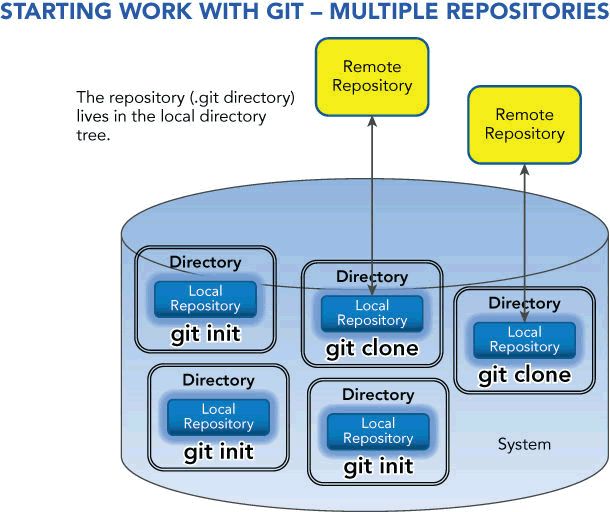 STARTING WORK WITH GIT – MULTIPLE REPOSITORIES
The repository (.git directory)
lives in the local directory
tree.
Remote
Repository
Remote
Repository
Directory
Local
Repository
git init
Directory
Local
Repository
git clone
Directory
Local
Repository
git clone
Directory
Local
Repository
git init
Directory
Local
Repository
git init
System